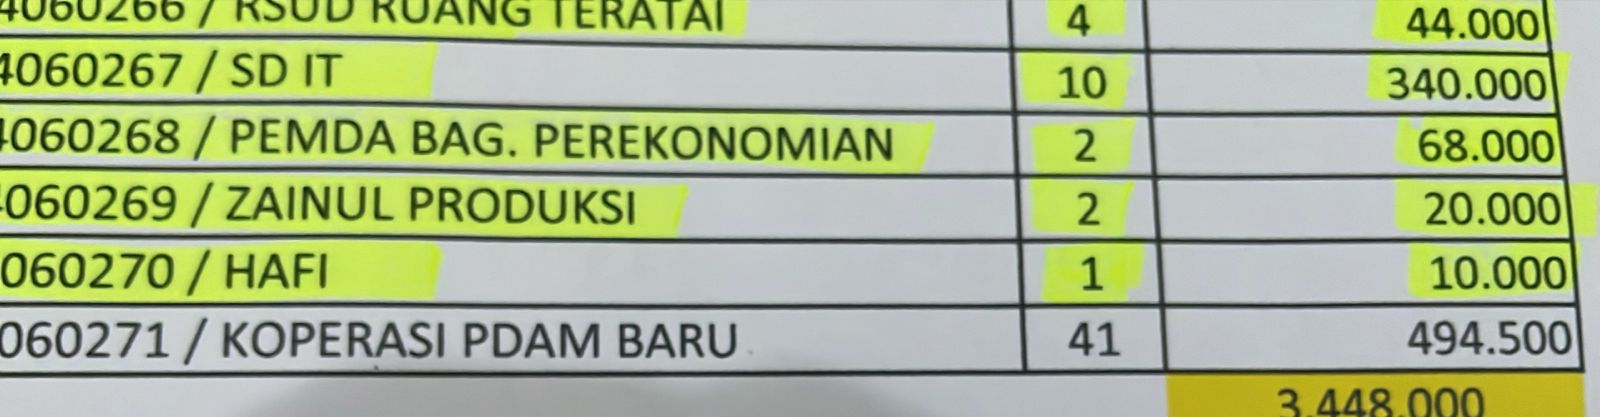 4060266 / RSUD RUANG TERATAI 4 44.000
4060267 / SD IT 10 340.000
4060268 / PEMDA BAG. PEREKONOMIAN 2 68.000
060269 / ZAINUL PRODUKSI 2 20.000
060270 / HAFI 1 10.000
060271 / KOPERASI PDAM BARU 41 494.500
3.448.000